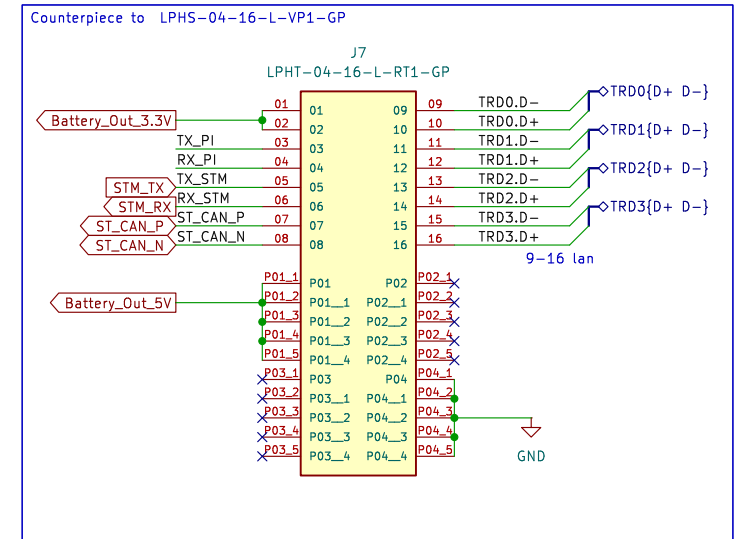 Counterpiece to LPHS-04-16-L-VP1-GP
J7
LPHT-04-16-L-RT1-GP
Battery_Out_3.3V
01 01
02 02
TX_PI 03 03
RX_PI 04 04
STM_TX TX_STM 05 05
STM_RX RX_STM 06 06
ST_CAN_P ST_CAN_P 07 07
ST_CAN_N ST_CAN_N 08 08
09 09 TRD0.D- TRD0{D+ D-}
10 10 TRD0.D+
11 11 TRD1.D- TRD1{D+ D-}
12 12 TRD1.D+
13 13 TRD2.D- TRD2{D+ D-}
14 14 TRD2.D+
15 15 TRD3.D- TRD3{D+ D-}
16 16 TRD3.D+
9-16 lan
Battery_Out_5V
P01_1 P01 P02 P02_1
P01_2 P01__1 P02__1 P02_2
P01_3 P01__2 P02__2 P02_3
P01_4 P01__3 P02__3 P02_4
P01_5 P01__4 P02__4 P02_5
P03_1 P03 P04 P04_1
P03_2 P03__1 P04__1 P04_2
P03_3 P03__2 P04__2 P04_3
P03_4 P03__3 P04__3 P04_4
P03_5 P03__4 P04__4 P04_5
GND